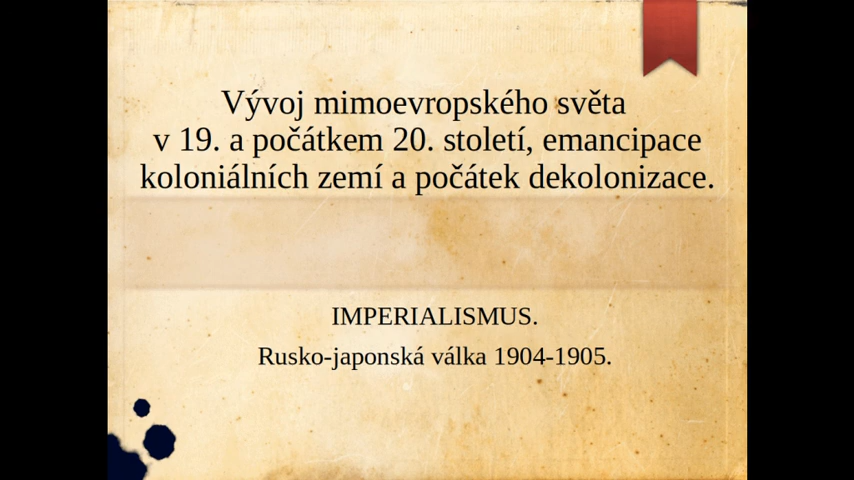 Vývoj mimoevropského světa
v 19. a počátkem 20. století, emancipace
koloniálních zemí a počátek dekolonizace.
IMPERIALISMUS.
Rusko-japonská válka 1904-1905.